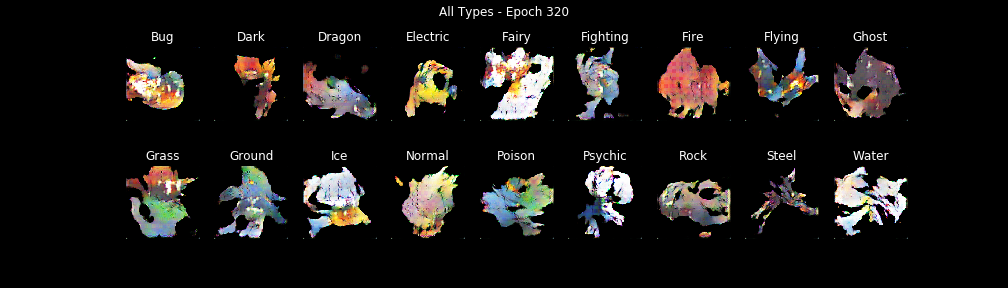 All Types - Epoch 320
Bug Dark Dragon Electric Fairy Fighting Fire Flying Ghost
Grass Ground Ice Normal Poison Psychic Rock Steel Water